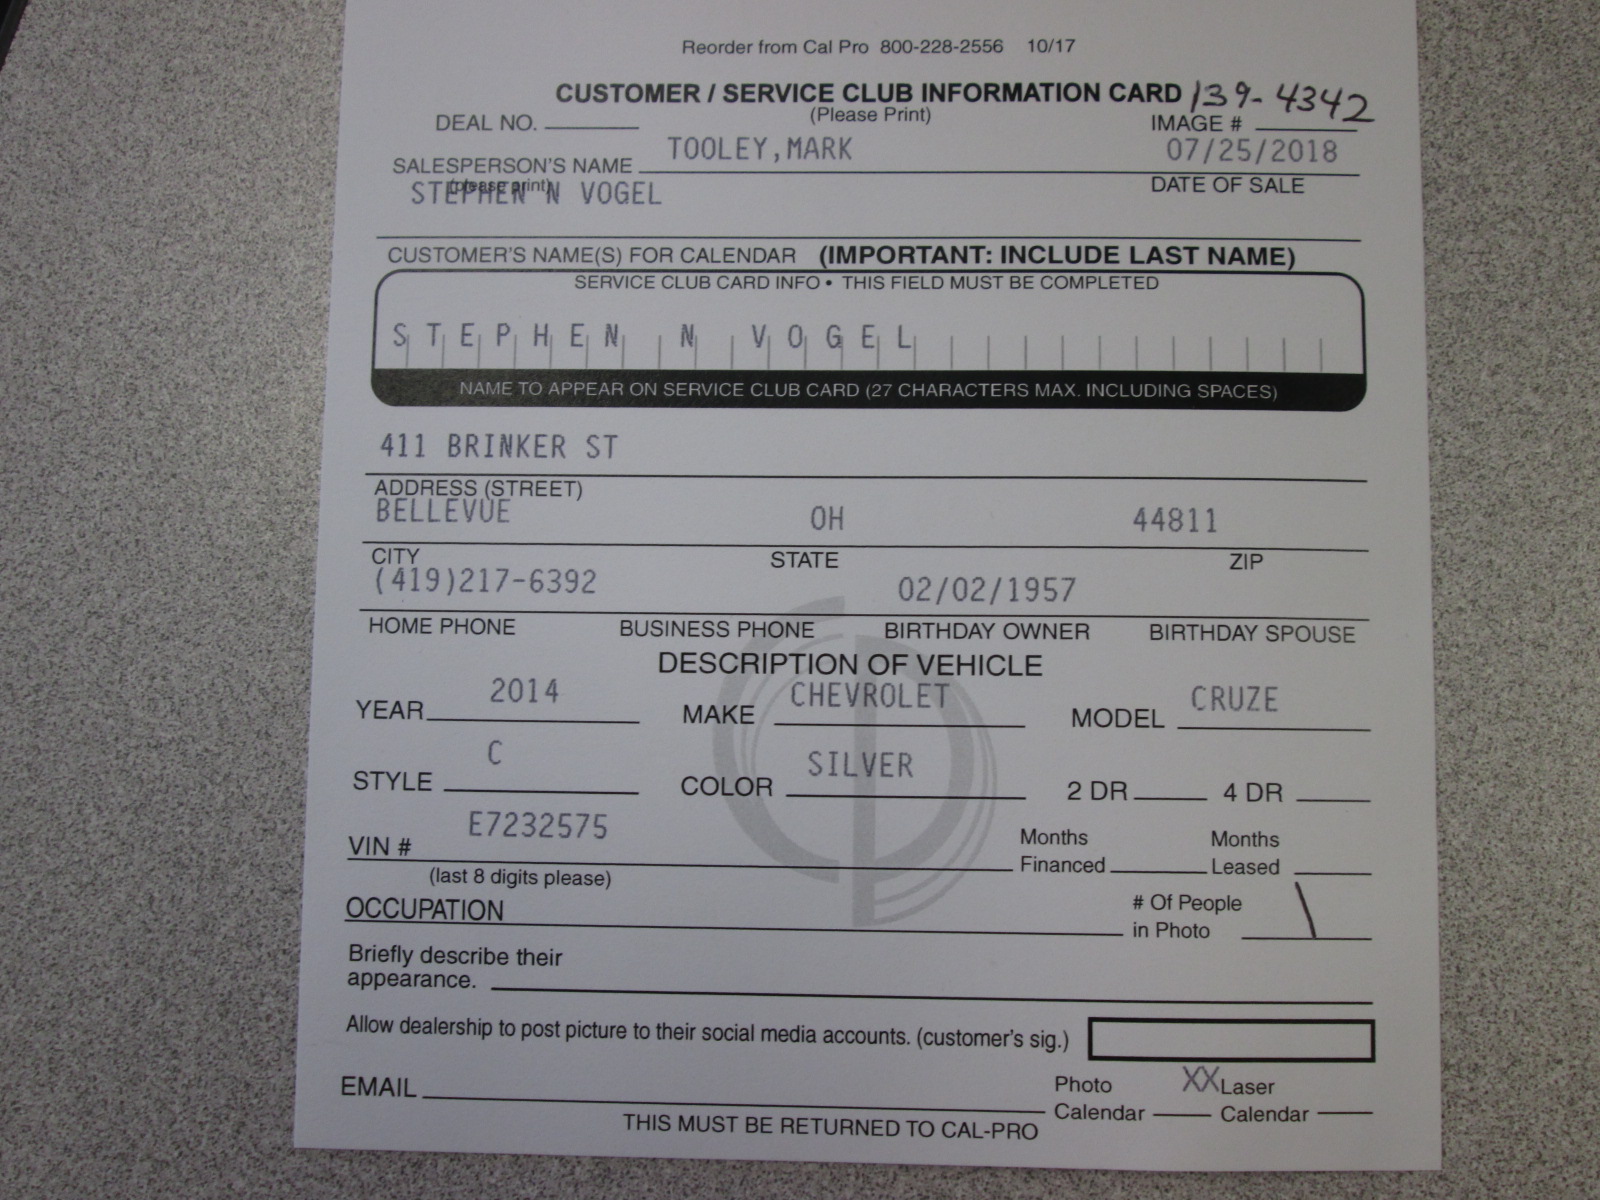 Reorder from Cal Pro 800-228-2556 10/17
CUSTOMER / SERVICE CLUB INFORMATION CARD 139-4342
(Please Print)
DEAL NO. IMAGE #
TOOLEY,MARK 07/25/2018
SALESPERSON'S NAME
(please print) DATE OF SALE
STEPHEN N VOGEL
CUSTOMER'S NAME(S) FOR CALENDAR (IMPORTANT: INCLUDE LAST NAME)
SERVICE CLUB CARD INFO • THIS FIELD MUST BE COMPLETED
STEPHEN N VOGEL
NAME TO APPEAR ON SERVICE CLUB CARD (27 CHARACTERS MAX. INCLUDING SPACES)
411 BRINKER ST
ADDRESS (STREET)
BELLEVUE OH 44811
CITY STATE ZIP
(419)217-6392 02/02/1957
HOME PHONE BUSINESS PHONE BIRTHDAY OWNER BIRTHDAY SPOUSE
DESCRIPTION OF VEHICLE
YEAR 2014 MAKE CHEVROLET MODEL CRUZE
STYLE C COLOR SILVER 2 DR 4 DR
VIN # E7232575 Months Financed Months Leased
(last 8 digits please)
OCCUPATION # Of People in Photo \
Briefly describe their
appearance.
Allow dealership to post picture to their social media accounts. (customer's sig.)
EMAIL Photo Calendar XX Laser Calendar
THIS MUST BE RETURNED TO CAL-PRO